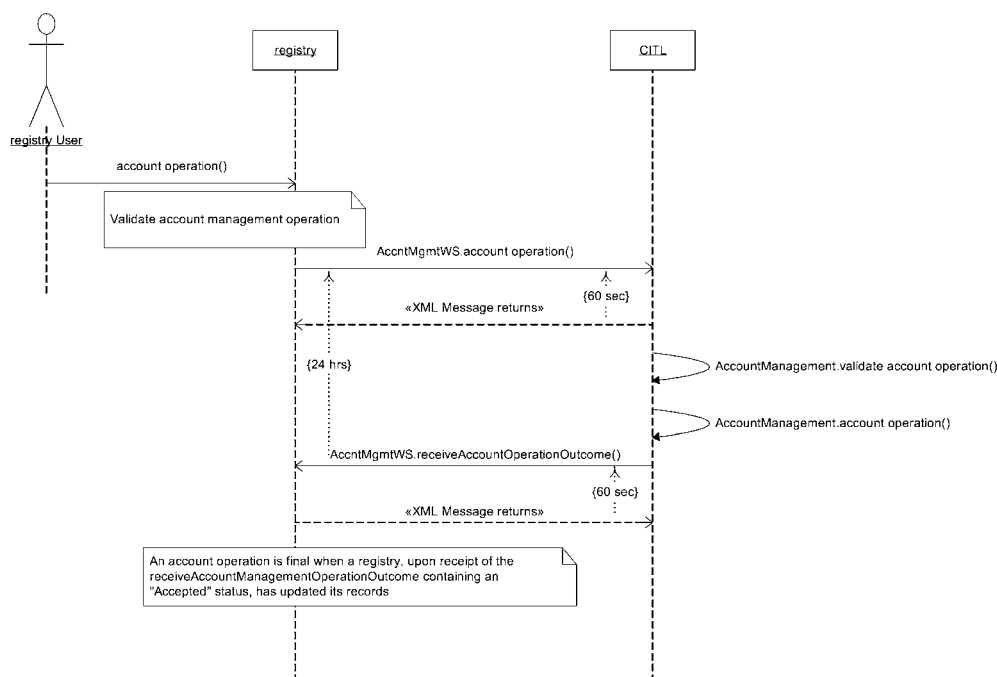 registry
CITL
registry User
account operation()
Validate account management operation
AccntMgmtWS.account operation()
{60 sec}
«XML Message returns»
{24 hrs}
AccountManagement.validate account operation()
AccountManagement.account operation()
AccntMgmtWS.receiveAccountOperationOutcome()
{60 sec}
«XML Message returns»
An account operation is final when a registry, upon receipt of the
receiveAccountManagementOperationOutcome containing an
"Accepted" status, has updated its records